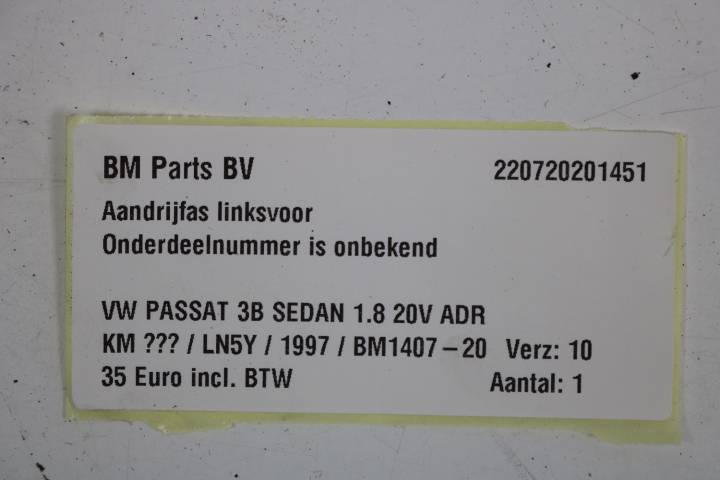 BM Parts BV 220720201451
Aandrijfas linksvoor
Onderdeelnummer is onbekend
VW PASSAT 3B SEDAN 1.8 20V ADR
KM ??? / LN5Y / 1997 / BM1407-20 Verz: 10
35 Euro incl. BTW Aantal: 1